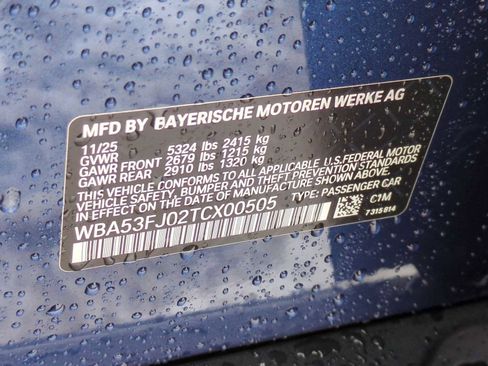 MFD BY BAYERISCHE MOTOREN WERKE AG
11/25 5324 lbs 2415 kg
GVWR
GAWR FRONT 2679 lbs 1215 kg
GAWR REAR 2910 lbs 1320 kg
THIS VEHICLE CONFORMS TO ALL APPLICABLE U.S. FEDERAL MOTOR
VEHICLE SAFETY, BUMPER, AND THEFT PREVENTION STANDARDS
IN EFFECT ON THE DATE OF MANUFACTURE SHOWN ABOVE.
WBA53FJ02TCX00505 TYPE: PASSENGER CAR
C1M
7315814